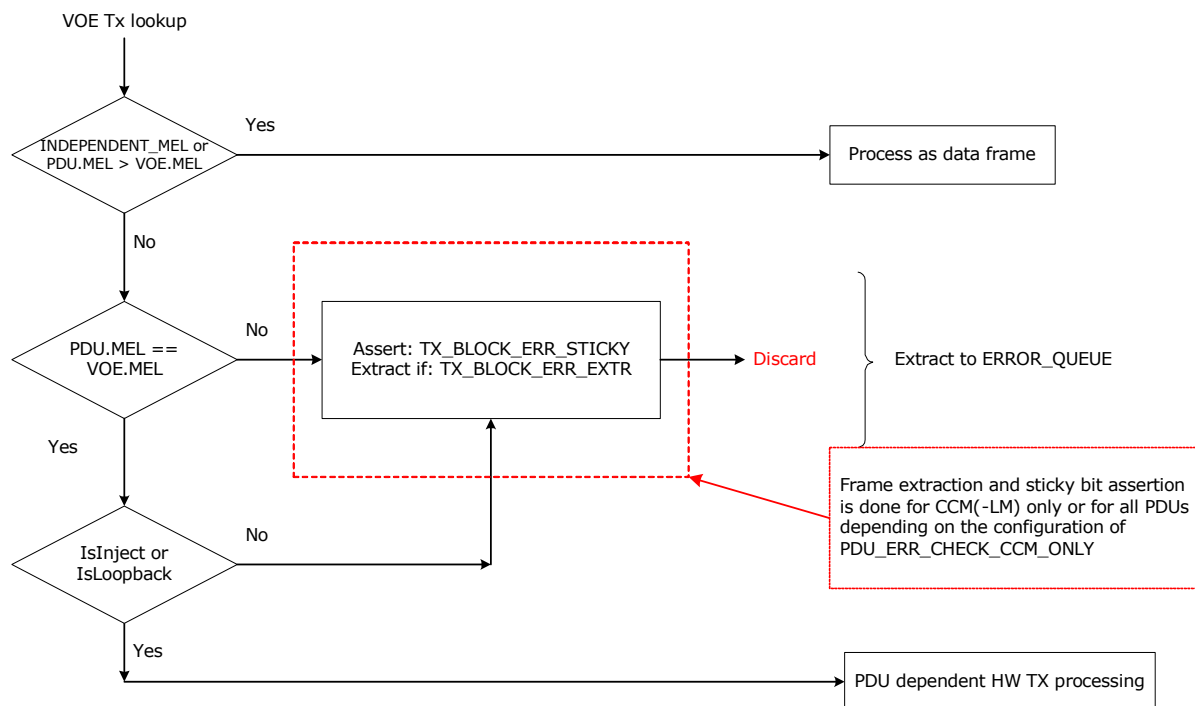 VOE Tx lookup
INDEPENDENT_MEL or
PDU.MEL > VOE.MEL
Yes
Process as data frame
No
PDU.MEL ==
VOE.MEL
No
Assert: TX_BLOCK_ERR_STICKY
Extract if: TX_BLOCK_ERR_EXTR
Discard
Extract to ERROR_QUEUE
Yes
Frame extraction and sticky bit assertion
is done for CCM(-LM) only or for all PDUs
depending on the configuration of
PDU_ERR_CHECK_CCM_ONLY
IsInject or
IsLoopback
No
Yes
PDU dependent HW TX processing